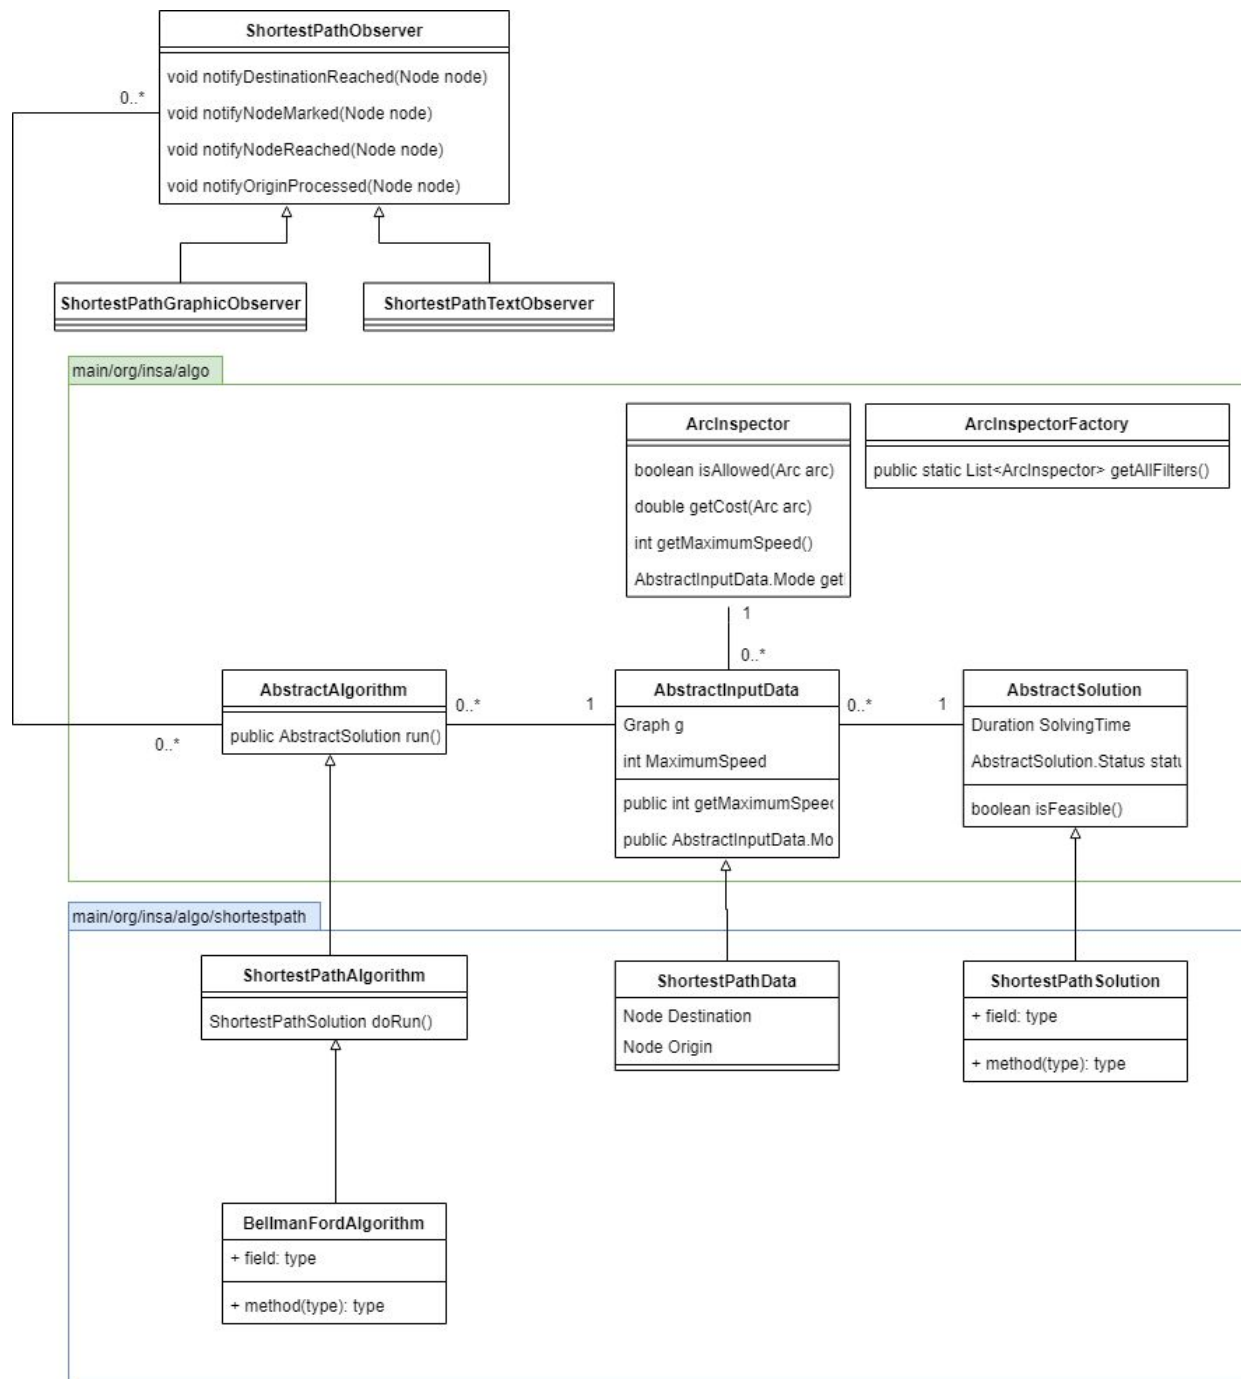 ShortestPathObserver
void notifyDestinationReached(Node node)
0..*
void notifyNodeMarked(Node node)
void notifyNodeReached(Node node)
void notifyOriginProcessed(Node node)
ShortestPathGraphicObserver
ShortestPathTextObserver
main/org/insa/algo
ArcInspector
boolean isAllowed(Arc arc)
double getCost(Arc arc)
int getMaximumSpeed()
AbstractInputData.Mode get
ArcInspectorFactory
public static List<ArcInspector> getAllFilters()
1
0..*
AbstractAlgorithm
public AbstractSolution run()
0..*
0..*
1
AbstractInputData
Graph g
int MaximumSpeed
public int getMaximumSpeed
public AbstractInputData.Mo
0..*
1
AbstractSolution
Duration SolvingTime
AbstractSolution.Status statu
boolean isFeasible()
main/org/insa/algo/shortestpath
ShortestPathAlgorithm
ShortestPathSolution doRun()
ShortestPathData
Node Destination
Node Origin
ShortestPathSolution
+ field: type
+ method(type): type
BellmanFordAlgorithm
+ field: type
+ method(type): type